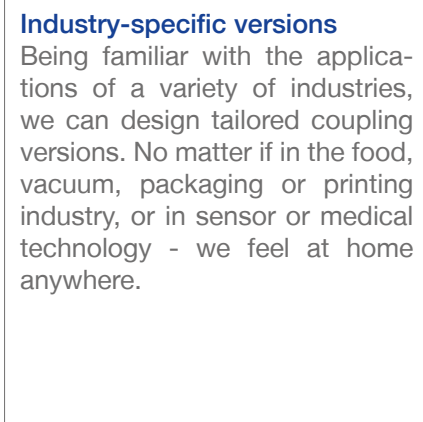 Industry-specific versions
Being familiar with the applica-
tions of a variety of industries,
we can design tailored coupling
versions. No matter if in the food,
vacuum, packaging or printing
industry, or in sensor or medical
technology - we feel at home
anywhere.